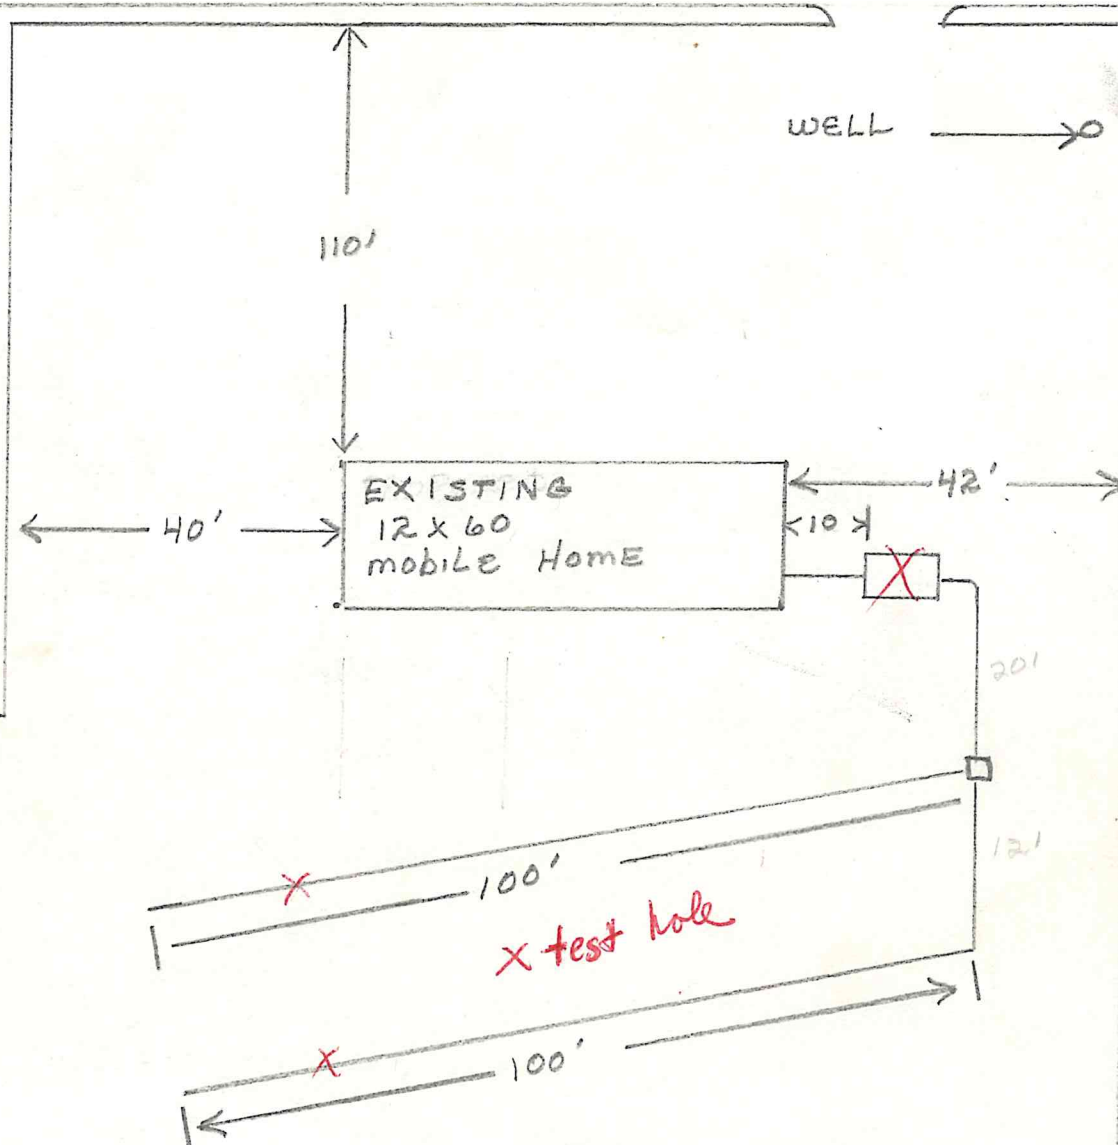 WELL
110'
EXISTING
12 X 60
mobiLE HomE
40'
42'
10
X
20'
12'
100'
X
X test hole
100'
X